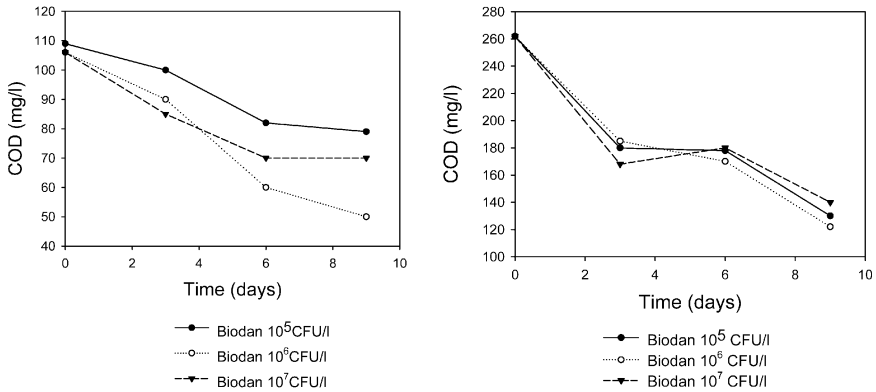 120
110
100
90
80
70
60
50
40
COD (mg/l)
0 2 4 6 8 10
Time (days)
Biodan 10⁵CFU/l
Biodan 10⁶CFU/l
Biodan 10⁷CFU/l
280
260
240
220
200
180
160
140
120
100
COD (mg/l)
0 2 4 6 8 10
Time (days)
Biodan 10⁵ CFU/l
Biodan 10⁶ CFU/l
Biodan 10⁷ CFU/l